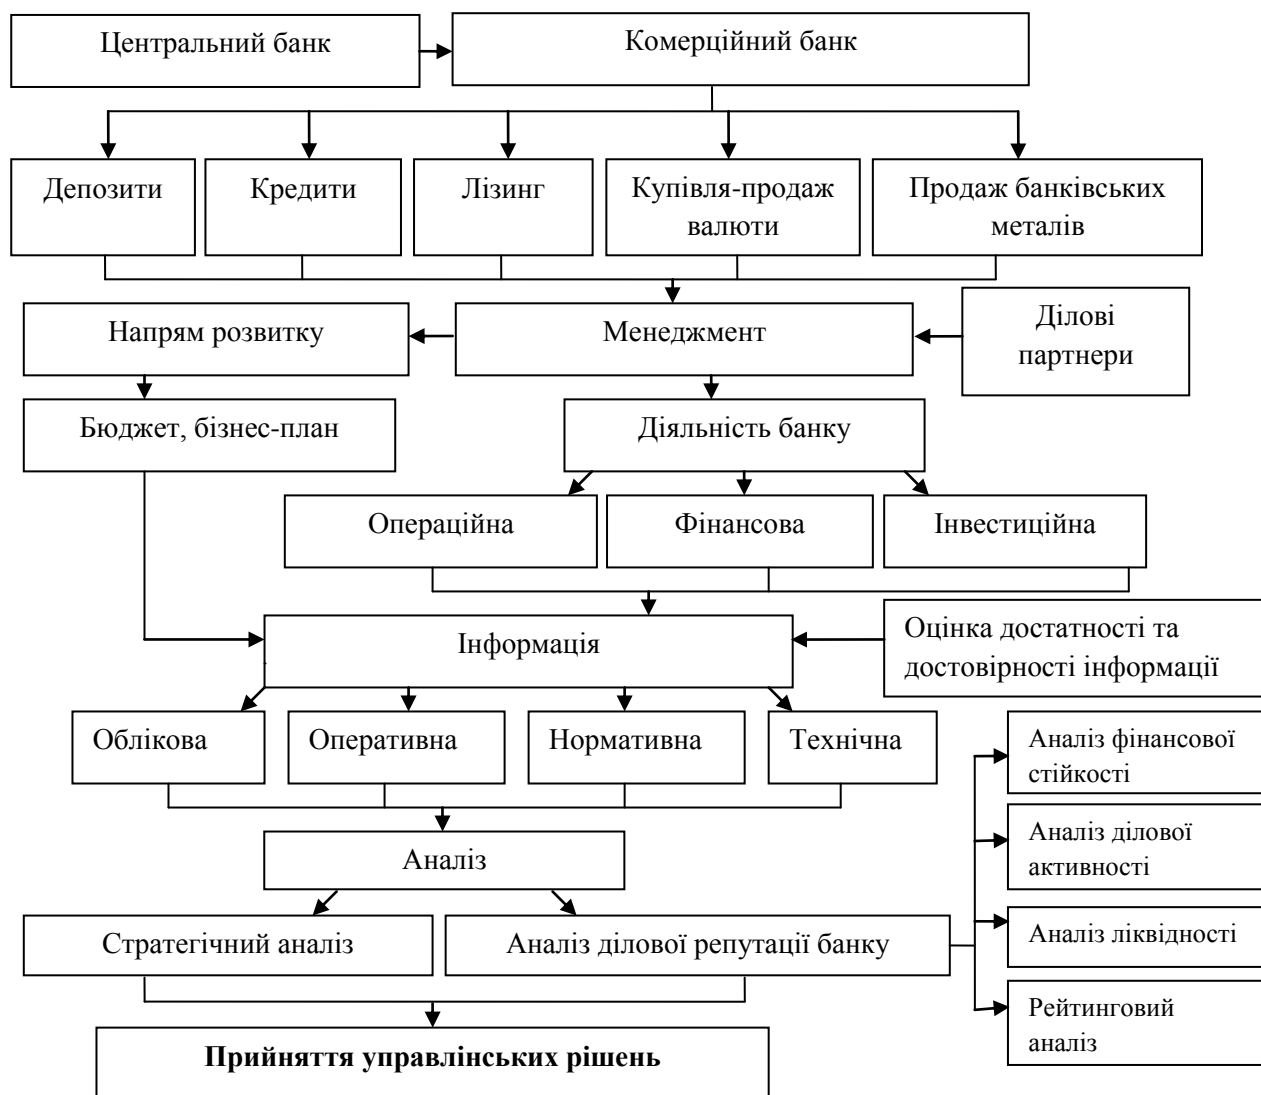 Центральний банк
Комерційний банк
Депозити
Кредити
Лізинг
Купівля-продаж
валюти
Продаж банківських
металів
Напрям розвитку
Менеджмент
Ділові
партнери
Бюджет, бізнес-план
Діяльність банку
Операційна
Фінансова
Інвестиційна
Інформація
Оцінка достатності та
достовірності інформації
Облікова
Оперативна
Нормативна
Технічна
Аналіз фінансової
стійкості
Аналіз ділової
активності
Аналіз
Стратегічний аналіз
Аналіз ділової репутації банку
Аналіз ліквідності
Рейтинговий
аналіз
Прийняття управлінських рішень